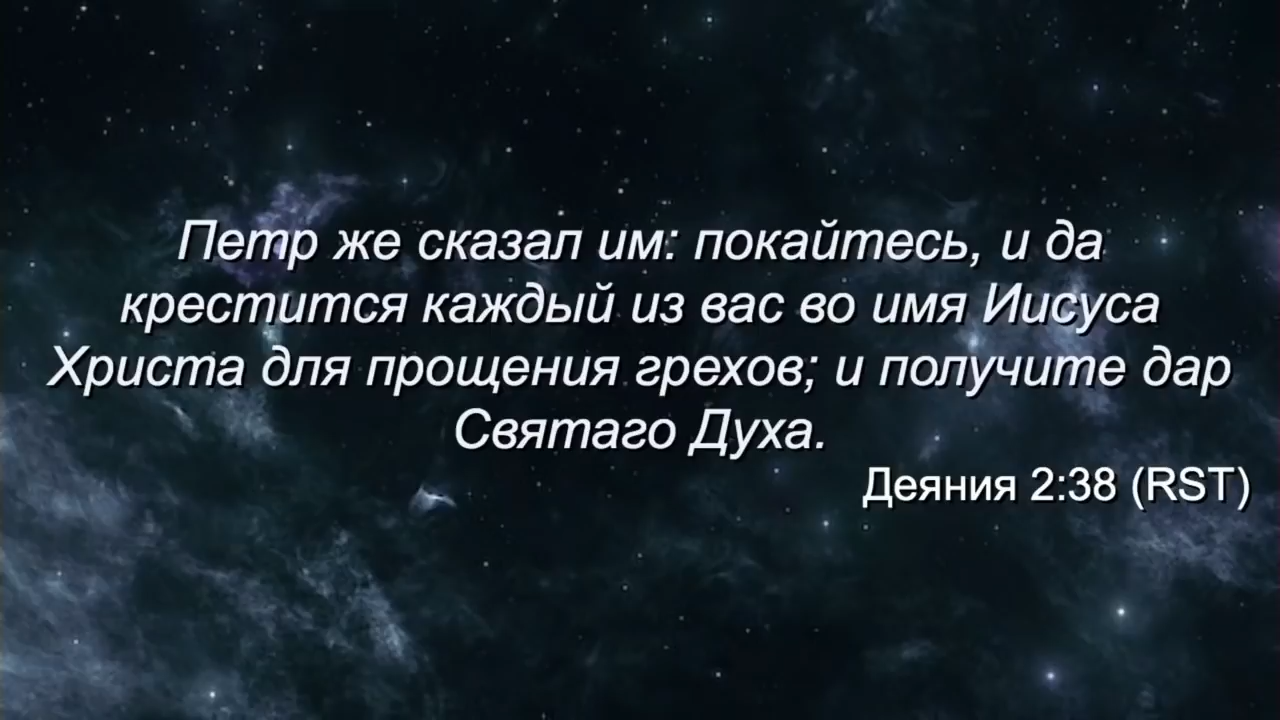 Петр же сказал им: покайтесь, и да
крестится каждый из вас во имя Иисуса
Христа для прощения грехов; и получите дар
Святаго Духа.
Деяния 2:38 (RST)